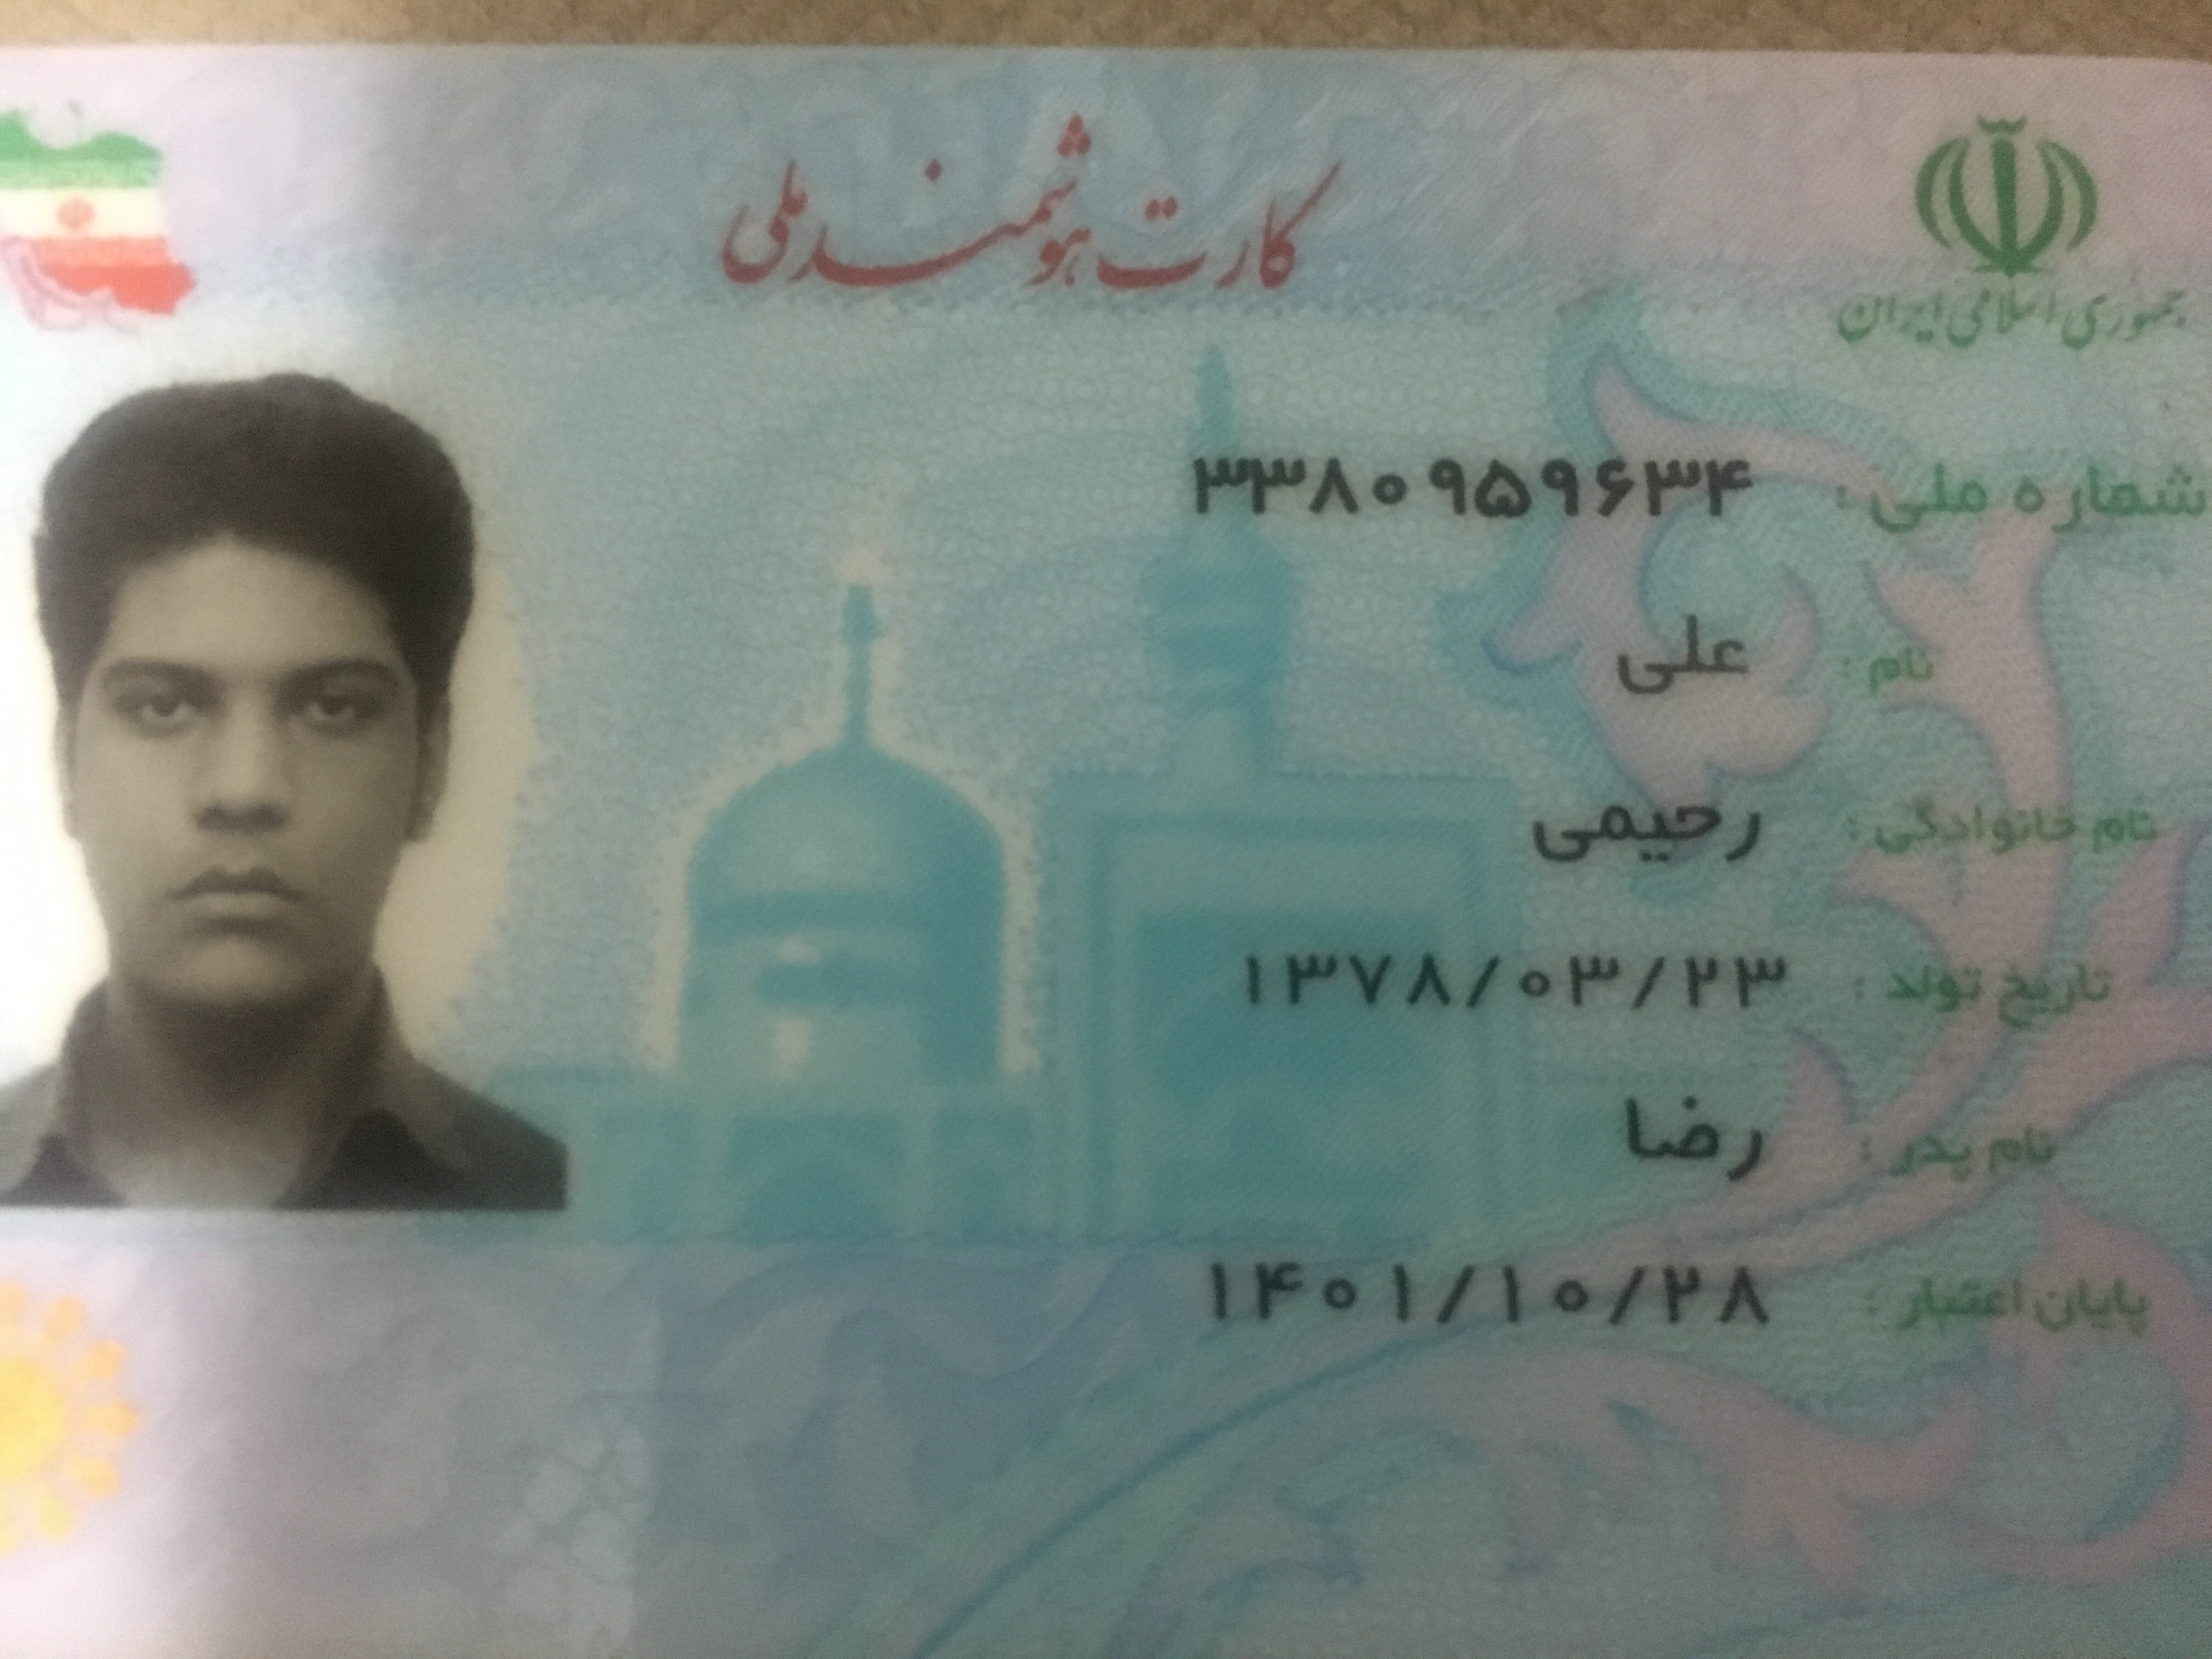 جمهوری اسلامی ایران
کارت هوشمند ملی
شماره ملی : ۳۳۸۰۹۵۹۶۳۴
نام : علی
نام خانوادگی : رحیمی
تاریخ تولد : ۱۳۷۸/۰۳/۲۳
نام پدر : رضا
پایان اعتبار : ۱۴۰۱/۱۰/۲۸